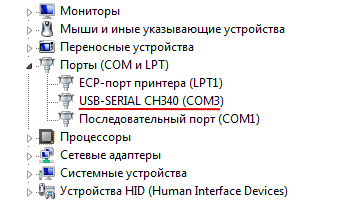 Мониторы
Мыши и иные указывающие устройства
Переносные устройства
Порты (COM и LPT)
ECP-порт принтера (LPT1)
USB-SERIAL CH340 (COM3)
Последовательный порт (COM1)
Процессоры
Сетевые адаптеры
Системные устройства
Устройства HID (Human Interface Devices)